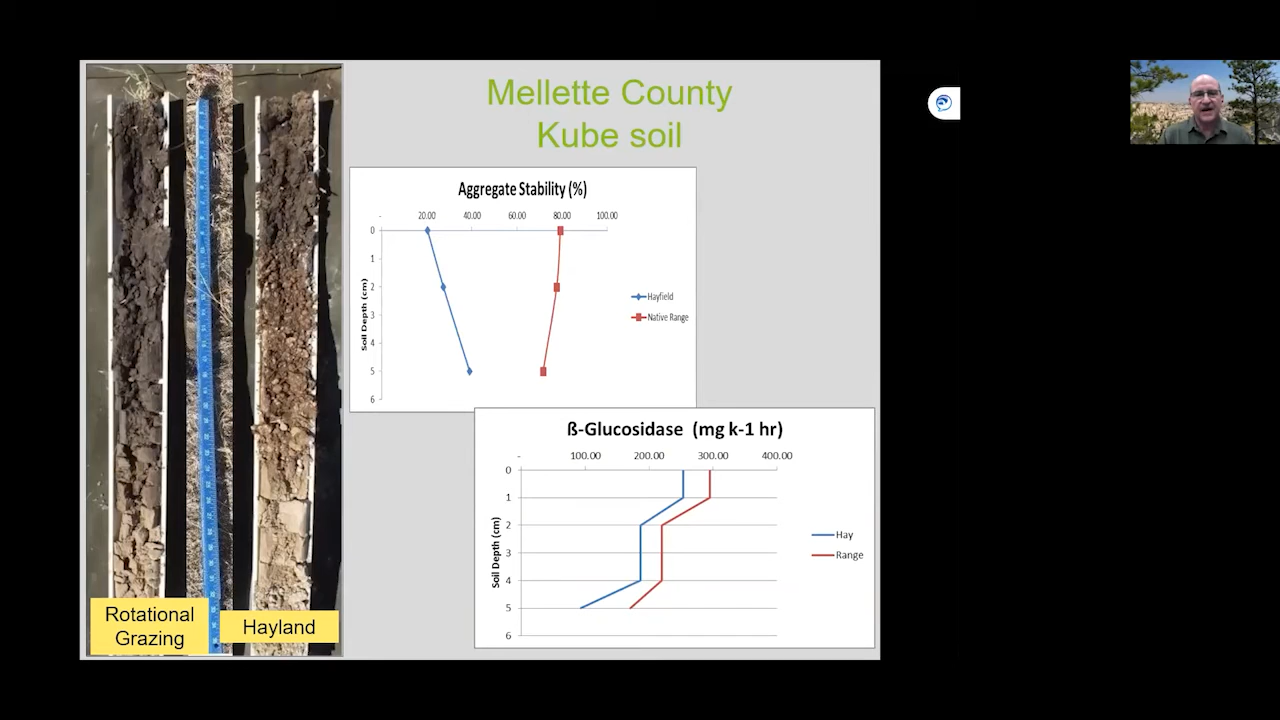 Mellette County
Kube soil
Aggregate Stability (%)
- 20.00 40.00 60.00 80.00 100.00
0
1
2
3
4
5
6
Soil Depth (cm)
Hayfield
Native Range
ß-Glucosidase (mg k-1 hr)
- 100.00 200.00 300.00 400.00
0
1
2
3
4
5
6
Soil Depth (cm)
Hay
Range
Rotational
Grazing
Hayland